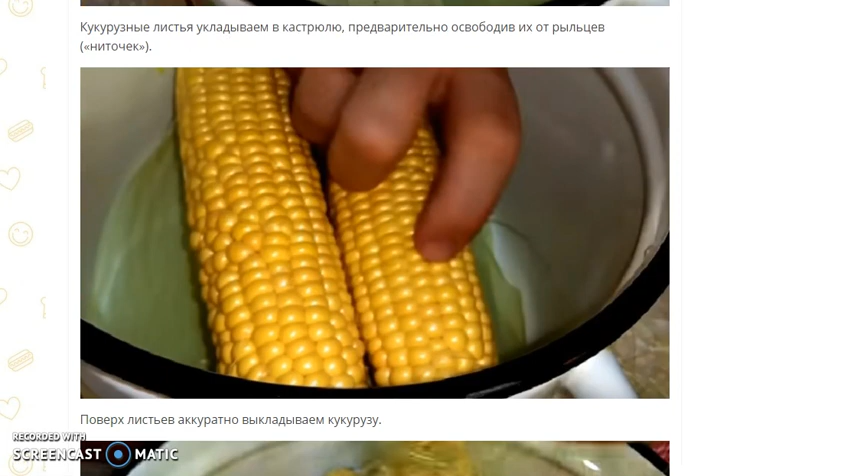 Кукурузные листья укладываем в кастрюлю, предварительно освободив их от рыльцев
(«ниточек»).
Поверх листьев аккуратно выкладываем кукурузу.
RECORDED WITH
SCREENCAST MATIC